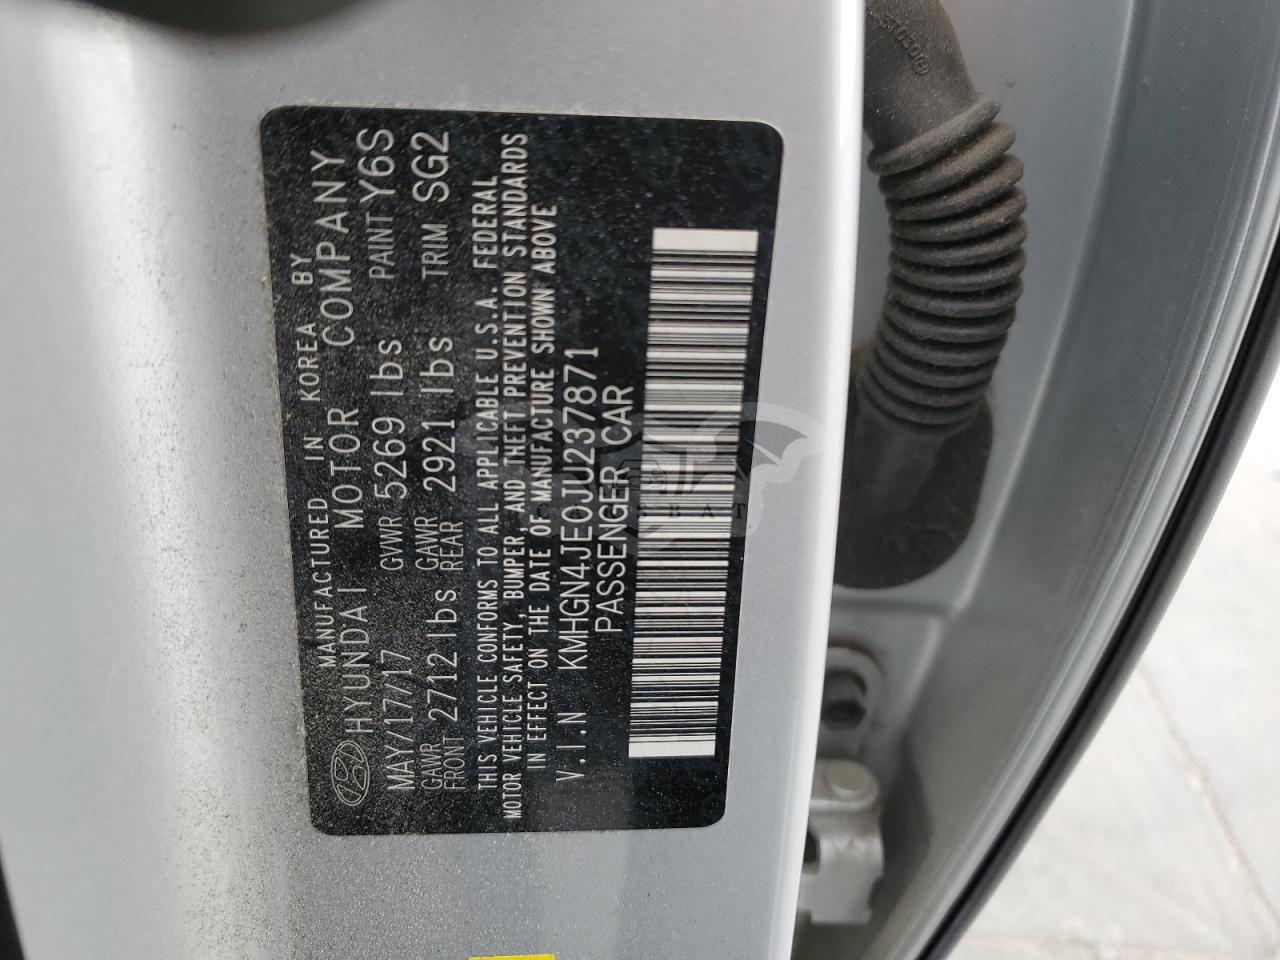 MANUFACTURED IN KOREA BY
HYUNDAI MOTOR COMPANY
MAY/17/17 GVWR 5269 lbs PAINT Y6S
GAWR FRONT 2712 lbs GAWR REAR 2921 lbs TRIM SG2
THIS VEHICLE CONFORMS TO ALL APPLICABLE U.S.A. FEDERAL
MOTOR VEHICLE SAFETY, BUMPER, AND THEFT PREVENTION STANDARDS
IN EFFECT ON THE DATE OF MANUFACTURE SHOWN ABOVE
V.I.N KMHGN4JE0JU237871
PASSENGER CAR